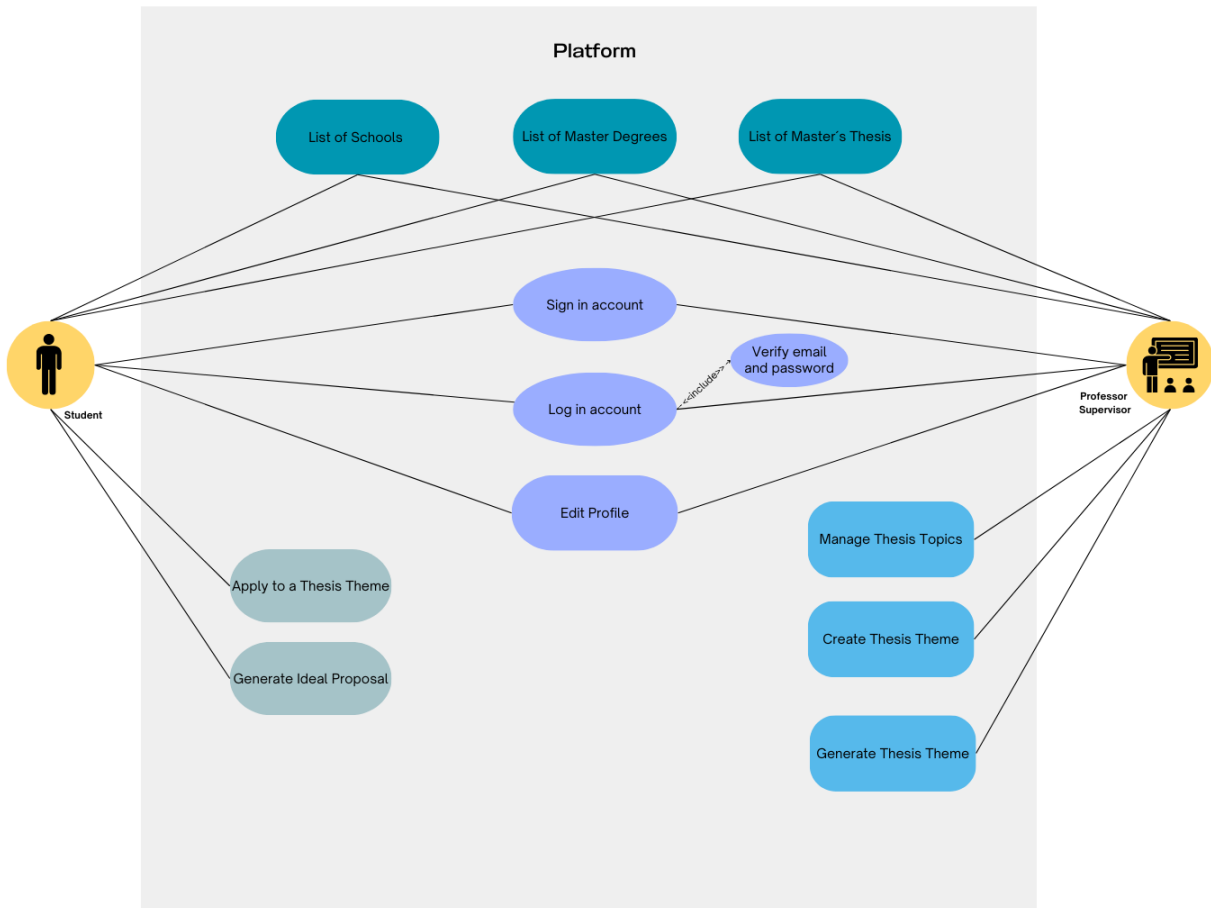 Platform
List of Schools
List of Master Degrees
List of Master´s Thesis
Sign in account
Verify email
and password
<<include>>
Log in account
Student
Professor
Supervisor
Edit Profile
Manage Thesis Topics
Apply to a Thesis Theme
Create Thesis Theme
Generate Ideal Proposal
Generate Thesis Theme